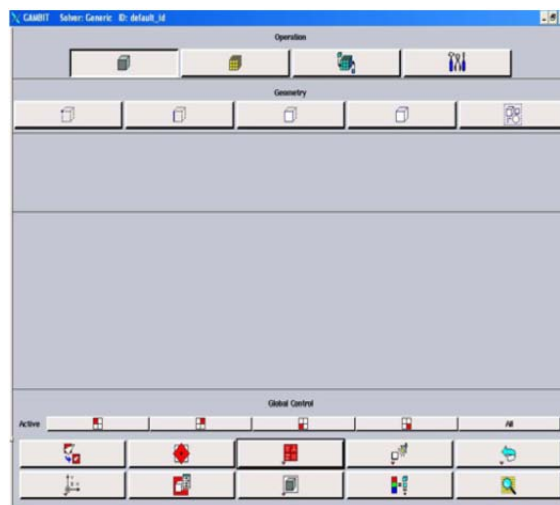 GAMBIT Solver: Generic ID: default_id
Operation
Geometry
Global Control
Active
All